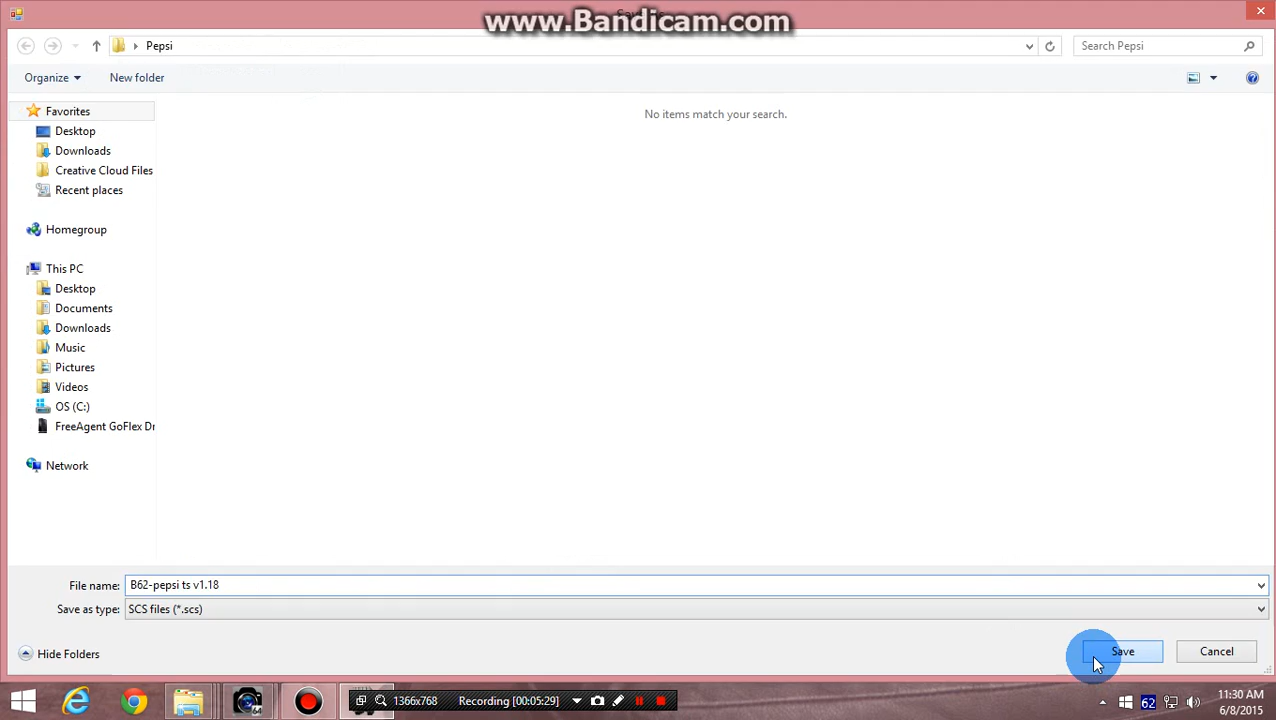 www.Bandicam.com
Pepsi
Search Pepsi
Organize
New folder
Favorites
No items match your search.
Desktop
Downloads
Creative Cloud Files
Recent places
Homegroup
This PC
Desktop
Documents
Downloads
Music
Pictures
Videos
OS (C:)
FreeAgent GoFlex Dr
Network
File name: B62-pepsi ts v1.18
Save as type: SCS files (*.scs)
Hide Folders
Save
Cancel
1366x768
Recording [00:05:29]
62
11:30 AM
6/8/2015